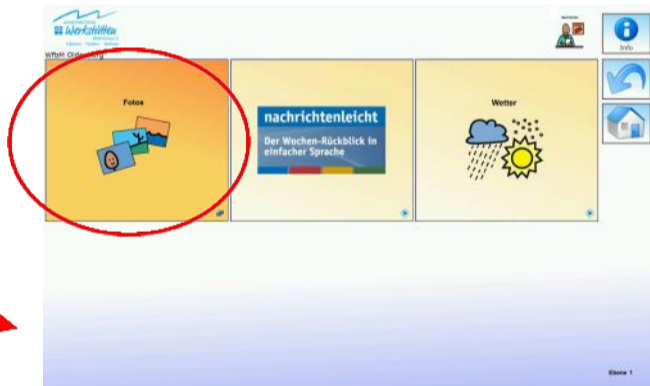 Werkstätten
WfbM Oldenburg
Info
Fotos
nachrichtenleicht
Der Wochen-Rückblick in
einfacher Sprache
Wetter
Ebene 1